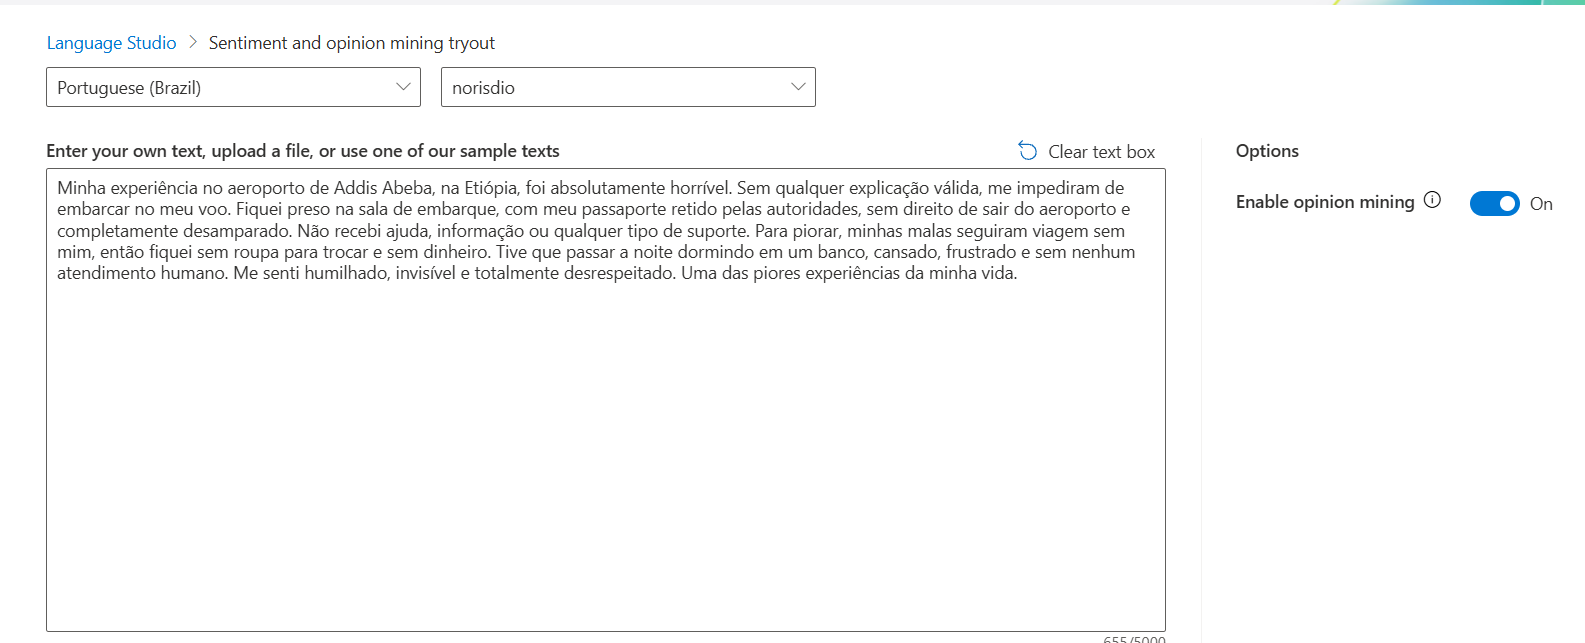 Language Studio > Sentiment and opinion mining tryout
Portuguese (Brazil) norisdio
Enter your own text, upload a file, or use one of our sample texts
Clear text box
Minha experiência no aeroporto de Addis Abeba, na Etiópia, foi absolutamente horrível. Sem qualquer explicação válida, me impediram de
embarcar no meu voo. Fiquei preso na sala de embarque, com meu passaporte retido pelas autoridades, sem direito de sair do aeroporto e
completamente desamparado. Não recebi ajuda, informação ou qualquer tipo de suporte. Para piorar, minhas malas seguiram viagem sem
mim, então fiquei sem roupa para trocar e sem dinheiro. Tive que passar a noite dormindo em um banco, cansado, frustrado e sem nenhum
atendimento humano. Me senti humilhado, invisível e totalmente desrespeitado. Uma das piores experiências da minha vida.
655/5000
Options
Enable opinion mining On